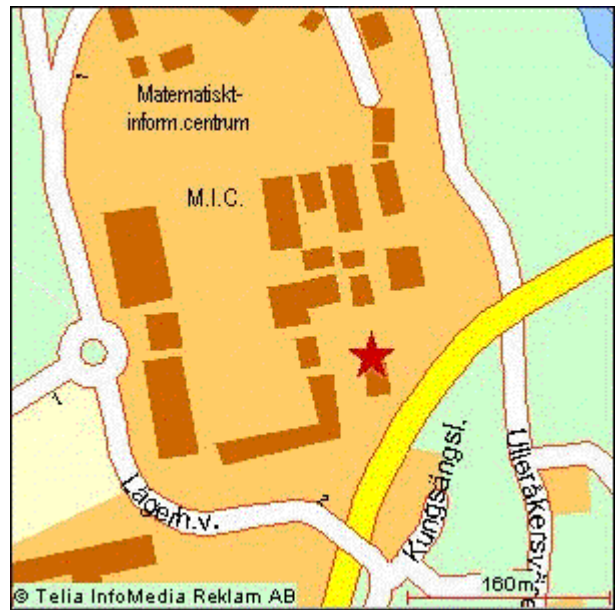 Matematiskt-
inform.centrum
M.I.C.
Lägerh.v.
Kungsängsl.
Ulleråkersv
160m
© Telia InfoMedia Reklam AB